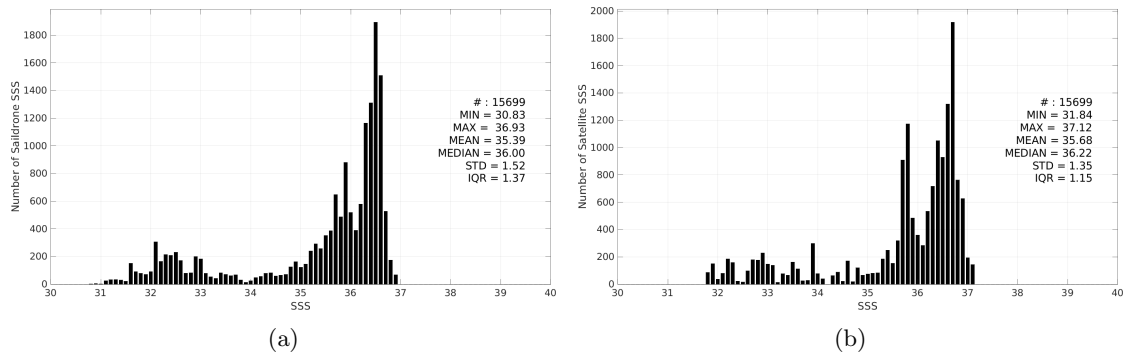 1800
1600
1400
1200
1000
800
600
400
200
0
Number of Saildrone SSS
# : 15699
MIN = 30.83
MAX = 36.93
MEAN = 35.39
MEDIAN = 36.00
STD = 1.52
IQR = 1.37
30 31 32 33 34 35 36 37 38 39 40
SSS
(a)
2000
1800
1600
1400
1200
1000
800
600
400
200
0
Number of Satellite SSS
# : 15699
MIN = 31.84
MAX = 37.12
MEAN = 35.68
MEDIAN = 36.22
STD = 1.35
IQR = 1.15
30 31 32 33 34 35 36 37 38 39 40
SSS
(b)